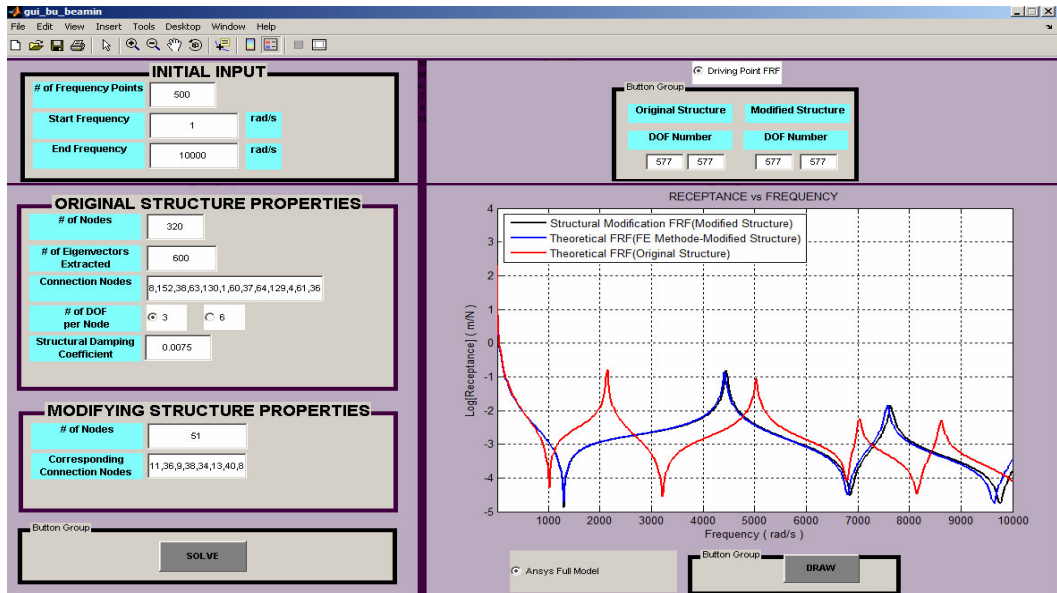 gui_bu_beamin
File Edit View Insert Tools Desktop Window Help
INITIAL INPUT
# of Frequency Points
500
Start Frequency
1
rad/s
End Frequency
10000
rad/s
ORIGINAL STRUCTURE PROPERTIES
# of Nodes
320
# of Eigenvectors
Extracted
600
Connection Nodes
8,152,38,63,130,1,60,37,64,129,4,61,36
# of DOF
per Node
3
6
Structural Damping
Coefficient
0.0075
MODIFYING STRUCTURE PROPERTIES
# of Nodes
51
Corresponding
Connection Nodes
11,36,9,38,34,13,40,8
Button Group
SOLVE
Driving Point FRF
Button Group
Original Structure
Modified Structure
DOF Number
DOF Number
577 577
577 577
RECEPTANCE vs FREQUENCY
Structural Modification FRF(Modified Structure)
Theoretical FRF(FE Methode-Modified Structure)
Theoretical FRF(Original Structure)
Log[Receptance] ( m/N )
4
3
2
1
0
-1
-2
-3
-4
-5
1000 2000 3000 4000 5000 6000 7000 8000 9000 10000
Frequency ( rad/s )
Ansys Full Model
Button Group
DRAW